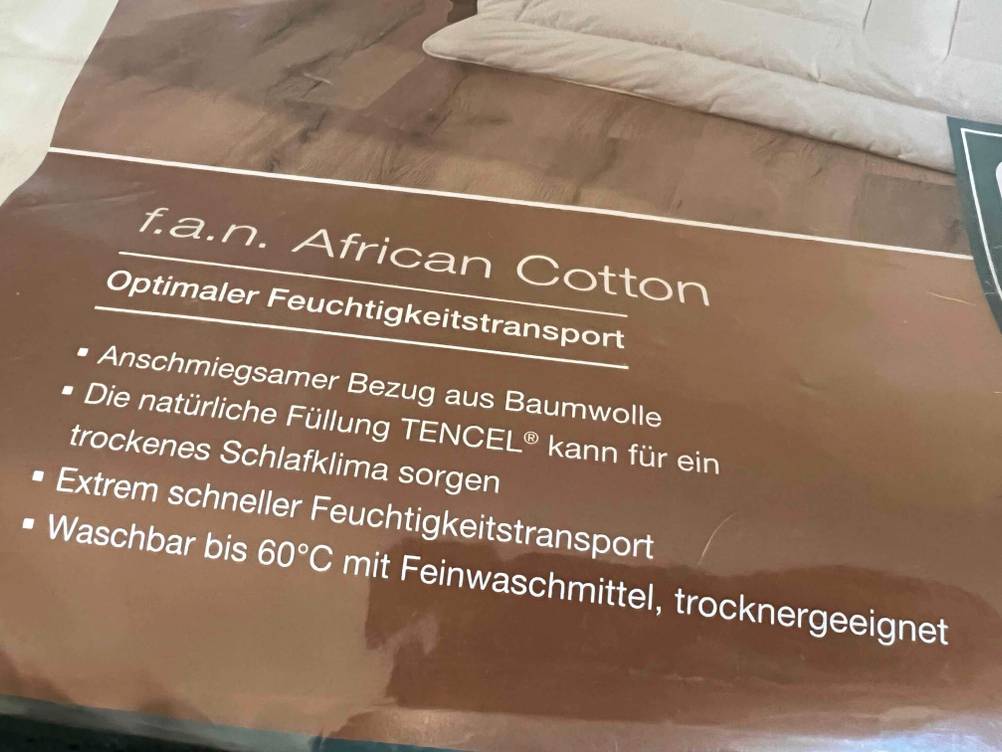 f.a.n. African Cotton
Optimaler Feuchtigkeitstransport
▪ Anschmiegsamer Bezug aus Baumwolle
▪ Die natürliche Füllung TENCEL® kann für ein
trockenes Schlafklima sorgen
▪ Extrem schneller Feuchtigkeitstransport
▪ Waschbar bis 60°C mit Feinwaschmittel, trocknergeeignet